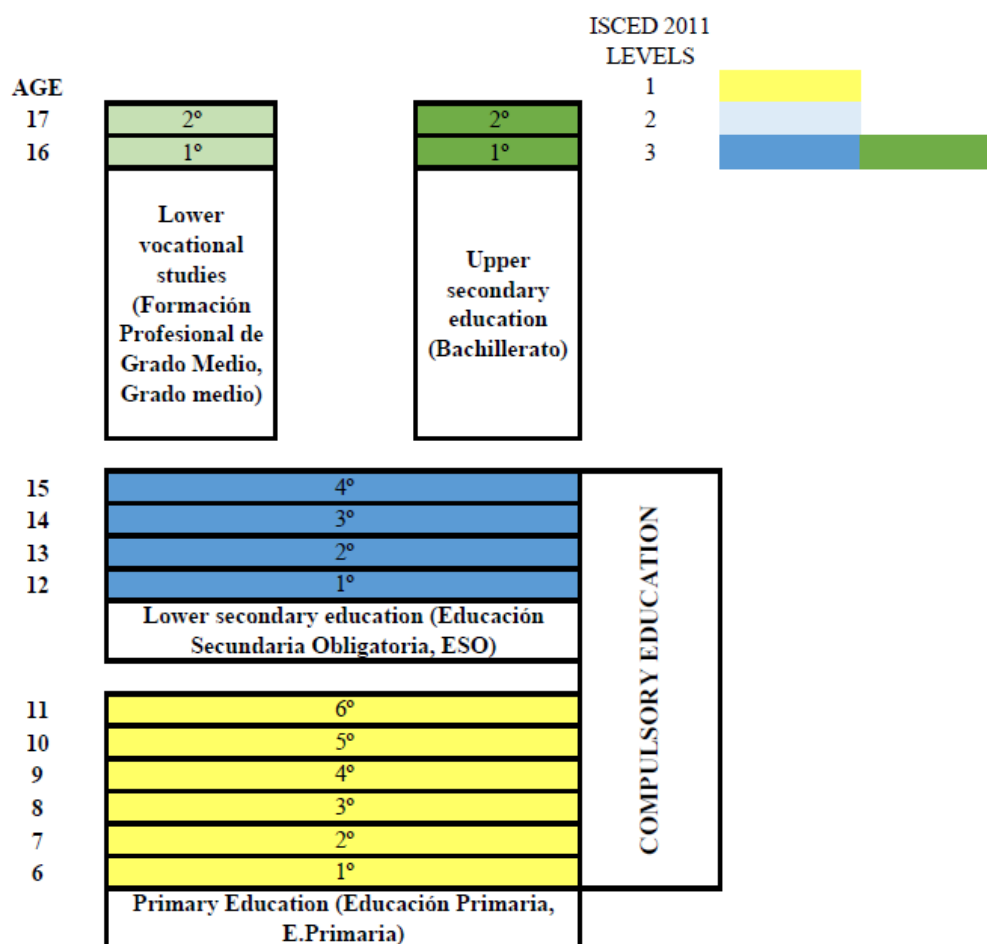 ISCED 2011
LEVELS
AGE
1
17 2º 2º 2
16 1º 1º 3
Lower
vocational
studies
(Formación
Profesional de
Grado Medio,
Grado medio)
Upper
secondary
education
(Bachillerato)
15 4º
14 3º
13 2º
12 1º
Lower secondary education (Educación
Secundaria Obligatoria, ESO)
COMPULSORY EDUCATION
11 6º
10 5º
9 4º
8 3º
7 2º
6 1º
Primary Education (Educación Primaria,
E.Primaria)